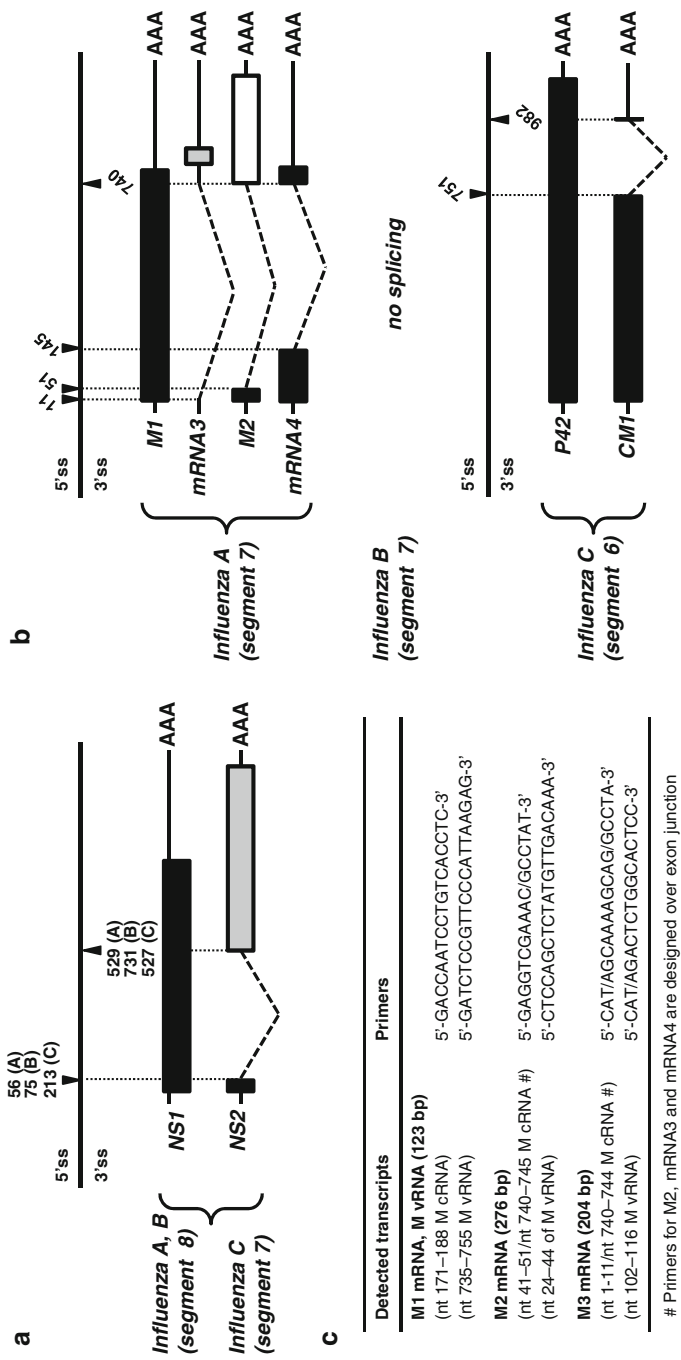 a
5'ss
3'ss
56 (A)
75 (B)
213 (C)
529 (A)
731 (B)
527 (C)
Influenza A, B
(segment 8)
Influenza C
(segment 7)
NS1
AAA
NS2
AAA
b
5'ss
3'ss
11
51
145
740
Influenza A
(segment 7)
M1
AAA
mRNA3
AAA
M2
AAA
mRNA4
AAA
Influenza B
(segment 7)
no splicing
5'ss
3'ss
751
982
Influenza C
(segment 6)
P42
AAA
CM1
AAA
c
Detected transcripts Primers
M1 mRNA, M vRNA (123 bp)
(nt 171–188 M cRNA) 5'-GACCAATCCTGTCACCTC-3'
(nt 735–755 M vRNA) 5'-GATCTCCGTTCCCATTAAGAG-3'
M2 mRNA (276 bp)
(nt 41–51/nt 740–745 M cRNA #) 5'-GAGGTCGAAAC/GCCTAT-3'
(nt 24–44 of M vRNA) 5'-CTCCAGCTCTATGTTGACAAA-3'
M3 mRNA (204 bp)
(nt 1-11/nt 740–744 M cRNA #) 5'-CAT/AGCAAAAGCAG/GCCTA-3'
(nt 102–116 M vRNA) 5'-CAT/AGACTCTGGCACTCC-3'
# Primers for M2, mRNA3 and mRNA4 are designed over exon junction